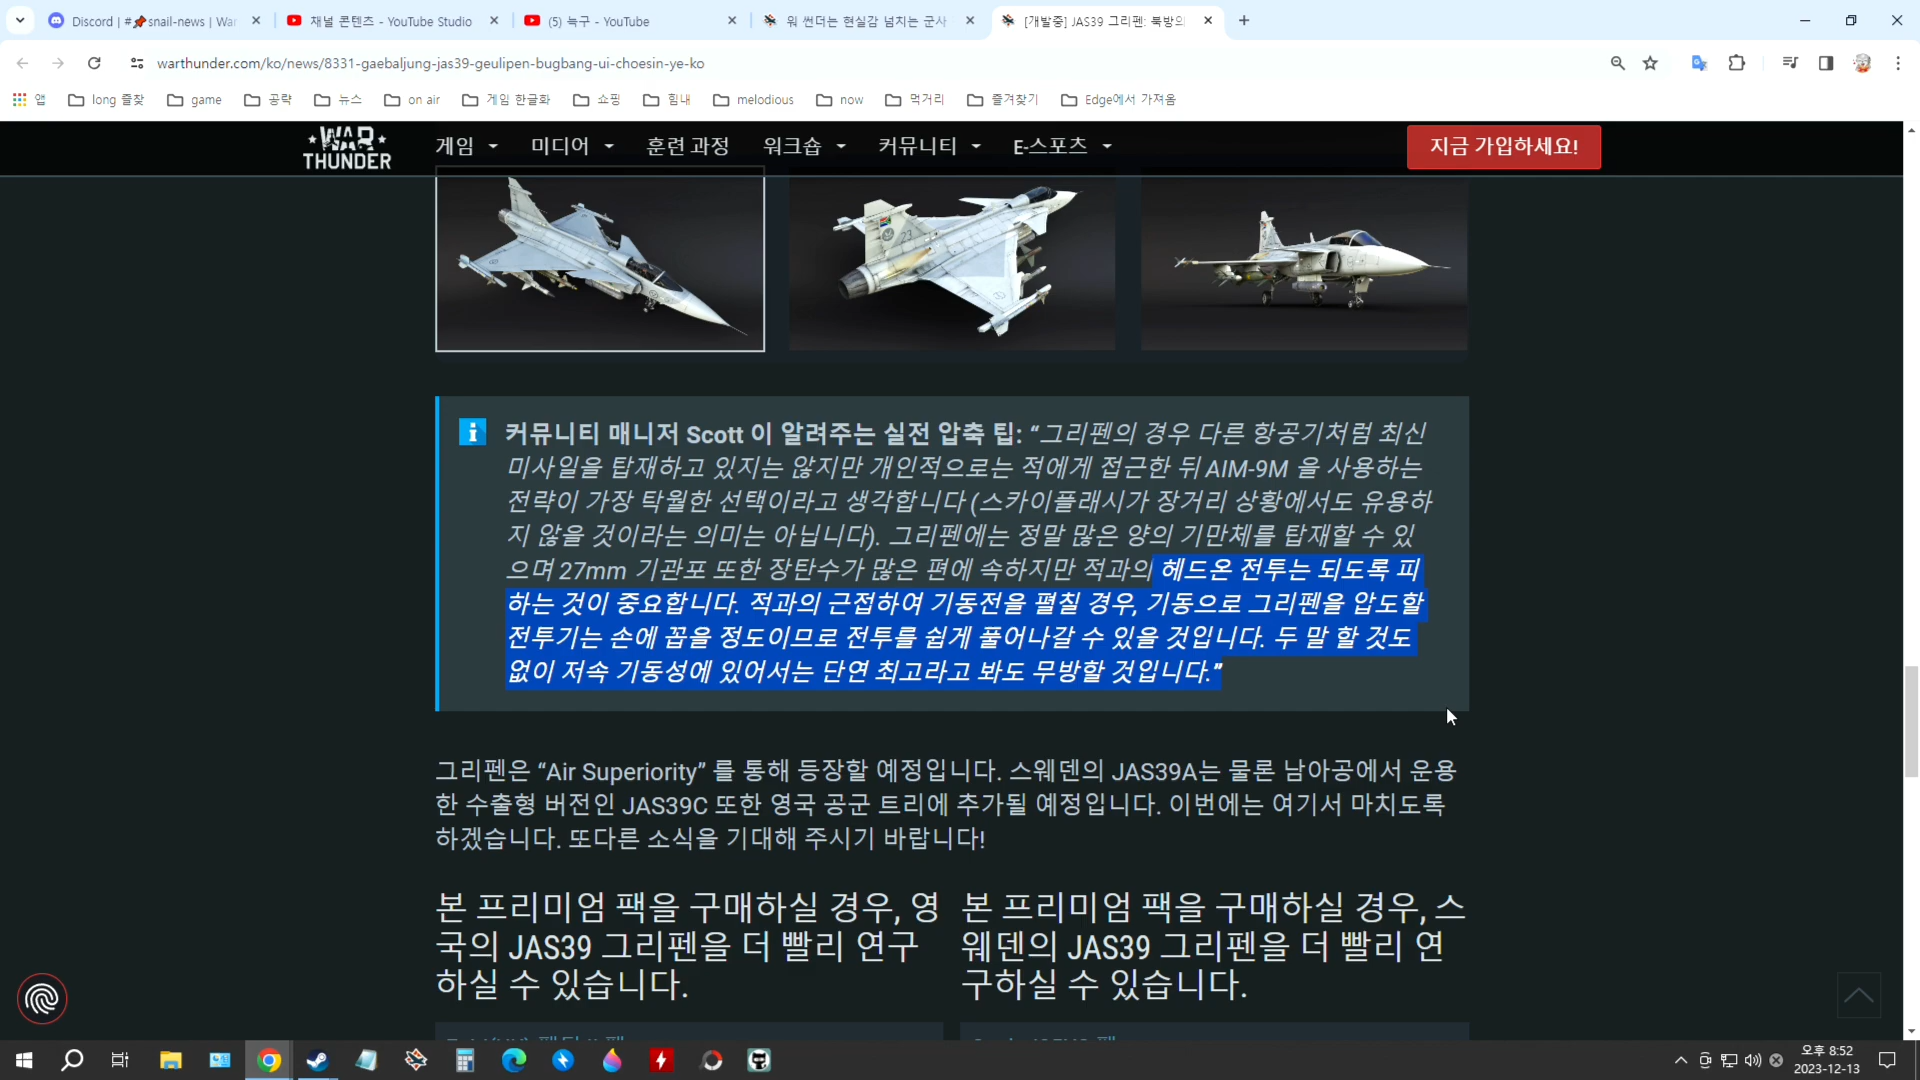 Discord | #📌snail-news | Wa
채널 콘텐츠 - YouTube Studio
(5) 녹구 - YouTube
워 썬더는 현실감 넘치는 군사
[개발중] JAS39 그리펜: 북방의
warthunder.com/ko/news/8331-gaebaljung-jas39-geulipen-bugbang-ui-choesin-ye-ko
앱
long 즐찾
game
공략
뉴스
on air
게임 한글화
쇼핑
힘내
melodious
now
먹거리
즐겨찾기
Edge에서 가져옴
WAR THUNDER
게임
미디어
훈련 과정
워크숍
커뮤니티
E-스포츠
지금 가입하세요!
커뮤니티 매니저 Scott 이 알려주는 실전 압축 팁: “그리펜의 경우 다른 항공기처럼 최신
미사일을 탑재하고 있지는 않지만 개인적으로는 적에게 접근한 뒤 AIM-9M 을 사용하는
전략이 가장 탁월한 선택이라고 생각합니다 (스카이플래시가 장거리 상황에서도 유용하
지 않을 것이라는 의미는 아닙니다). 그리펜에는 정말 많은 양의 기만체를 탑재할 수 있
으며 27mm 기관포 또한 장탄수가 많은 편에 속하지만 적과의 헤드온 전투는 되도록 피
하는 것이 중요합니다. 적과의 근접하여 기동전을 펼칠 경우, 기동으로 그리펜을 압도할
전투기는 손에 꼽을 정도이므로 전투를 쉽게 풀어나갈 수 있을 것입니다. 두 말 할 것도
없이 저속 기동성에 있어서는 단연 최고라고 봐도 무방할 것입니다.”
그리펜은 “Air Superiority” 를 통해 등장할 예정입니다. 스웨덴의 JAS39A는 물론 남아공에서 운용
한 수출형 버전인 JAS39C 또한 영국 공군 트리에 추가될 예정입니다. 이번에는 여기서 마치도록
하겠습니다. 또다른 소식을 기대해 주시기 바랍니다!
본 프리미엄 팩을 구매하실 경우, 영
국의 JAS39 그리펜을 더 빨리 연구
하실 수 있습니다.
본 프리미엄 팩을 구매하실 경우, 스
웨덴의 JAS39 그리펜을 더 빨리 연
구하실 수 있습니다.
오후 8:52
2023-12-13